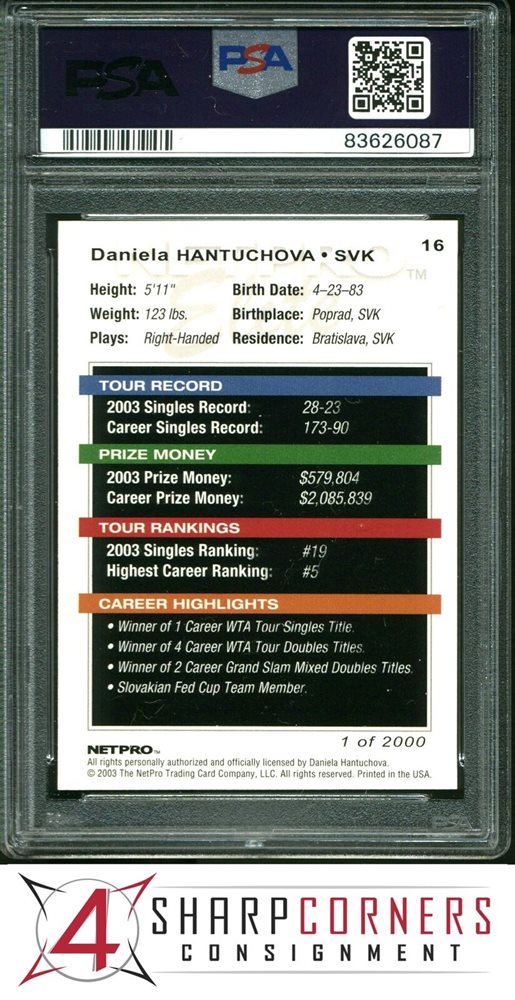 PSA
PSA
83626087
NETPRO
Elite
TM
16
Daniela HANTUCHOVA • SVK
Height: 5'11" Birth Date: 4-23-83
Weight: 123 lbs. Birthplace: Poprad, SVK
Plays: Right-Handed Residence: Bratislava, SVK
TOUR RECORD
2003 Singles Record: 28-23
Career Singles Record: 173-90
PRIZE MONEY
2003 Prize Money: $579,804
Career Prize Money: $2,085,839
TOUR RANKINGS
2003 Singles Ranking: #19
Highest Career Ranking: #5
CAREER HIGHLIGHTS
• Winner of 1 Career WTA Tour Singles Title.
• Winner of 4 Career WTA Tour Doubles Titles.
• Winner of 2 Career Grand Slam Mixed Doubles Titles.
• Slovakian Fed Cup Team Member.
1 of 2000
NETPRO™
All rights personally authorized and officially licensed by Daniela Hantuchova.
© 2003 The NetPro Trading Card Company, LLC. All rights reserved. Printed in the USA.
PSA
4 SHARPCORNERS
CONSIGNMENT